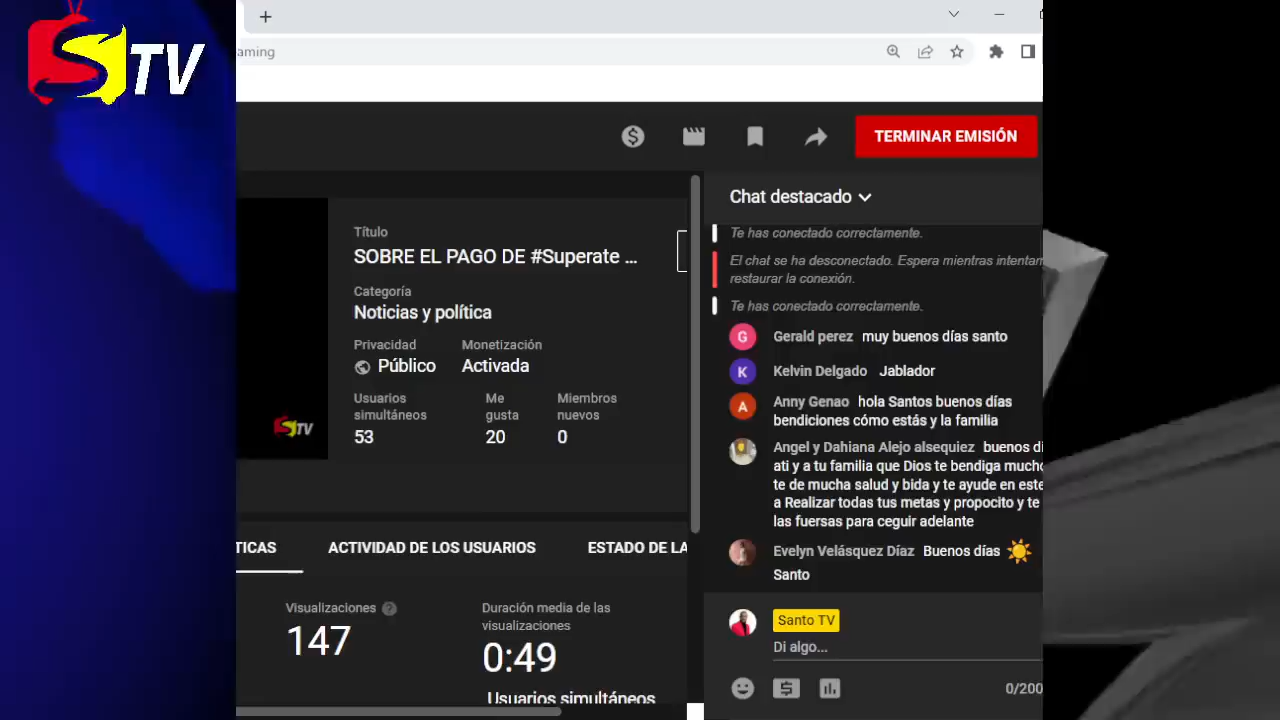 STV
aming
TERMINAR EMISIÓN
Título
SOBRE EL PAGO DE #Superate ...
Categoría
Noticias y política
Privacidad
Monetización
Público
Activada
Usuarios
simultáneos
Me
gusta
Miembros
nuevos
53
20
0
STV
TICAS
ACTIVIDAD DE LOS USUARIOS
ESTADO DE LA
Visualizaciones ?
147
Duración media de las
visualizaciones
0:49
Usuarios simultáneos
Chat destacado
Te has conectado correctamente.
El chat se ha desconectado. Espera mientras intentam
restaurar la conexión.
Te has conectado correctamente.
G Gerald perez muy buenos días santo
K Kelvin Delgado Jablador
A Anny Genao hola Santos buenos días
bendiciones cómo estás y la familia
Angel y Dahiana Alejo alsequiez buenos di
ati y a tu familia que Dios te bendiga mucho
te de mucha salud y bida y te ayude en este
a Realizar todas tus metas y propocito y te
las fuersas para ceguir adelante
Evelyn Velásquez Díaz Buenos días ☀️
Santo
Santo TV
Di algo...
0/200